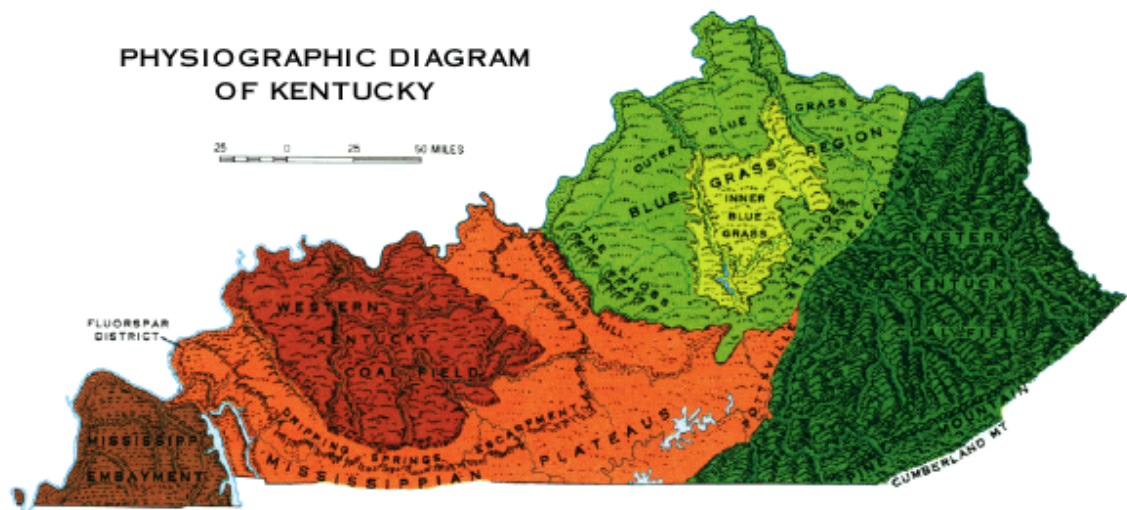 PHYSIOGRAPHIC DIAGRAM
OF KENTUCKY
25 0 25 50 MILES
OUTER BLUE GRASS
BLUE GRASS REGION
INNER
BLUE
GRASS
THE KNOBS
KNOBS
MULDRAUGHS HILL
WESTERN
KENTUCKY
COAL FIELD
EASTERN
KENTUCKY
COAL FIELD
FLUORSPAR
DISTRICT
DRIPPING SPRINGS ESCARPMENT
MISSISSIPPIAN PLATEAUS
MISSISSIPPI
EMBAYMENT
PINE MOUNTAIN
CUMBERLAND MT.